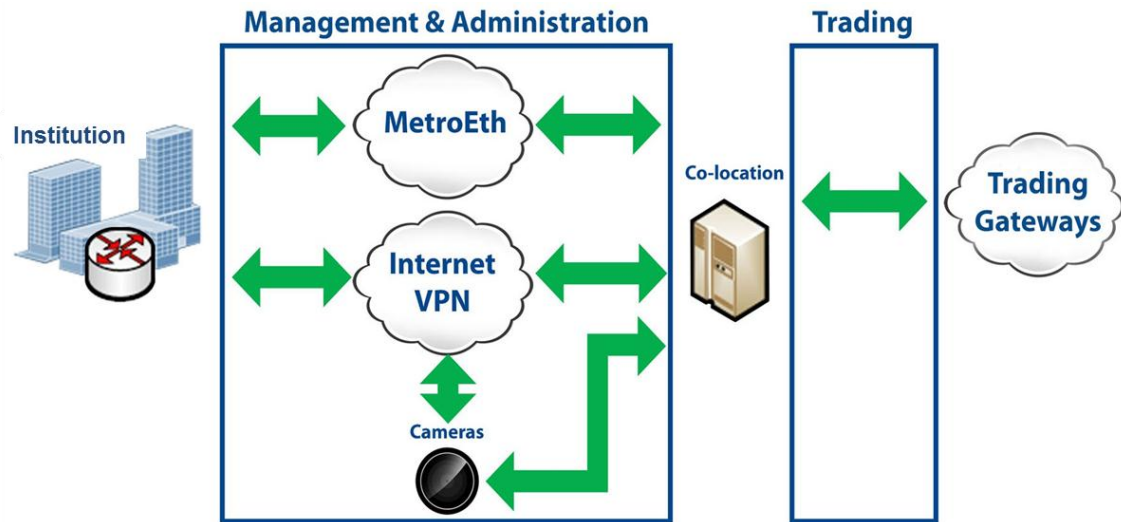 Management & Administration
Trading
Institution
MetroEth
Co-location
Trading
Gateways
Internet
VPN
Cameras